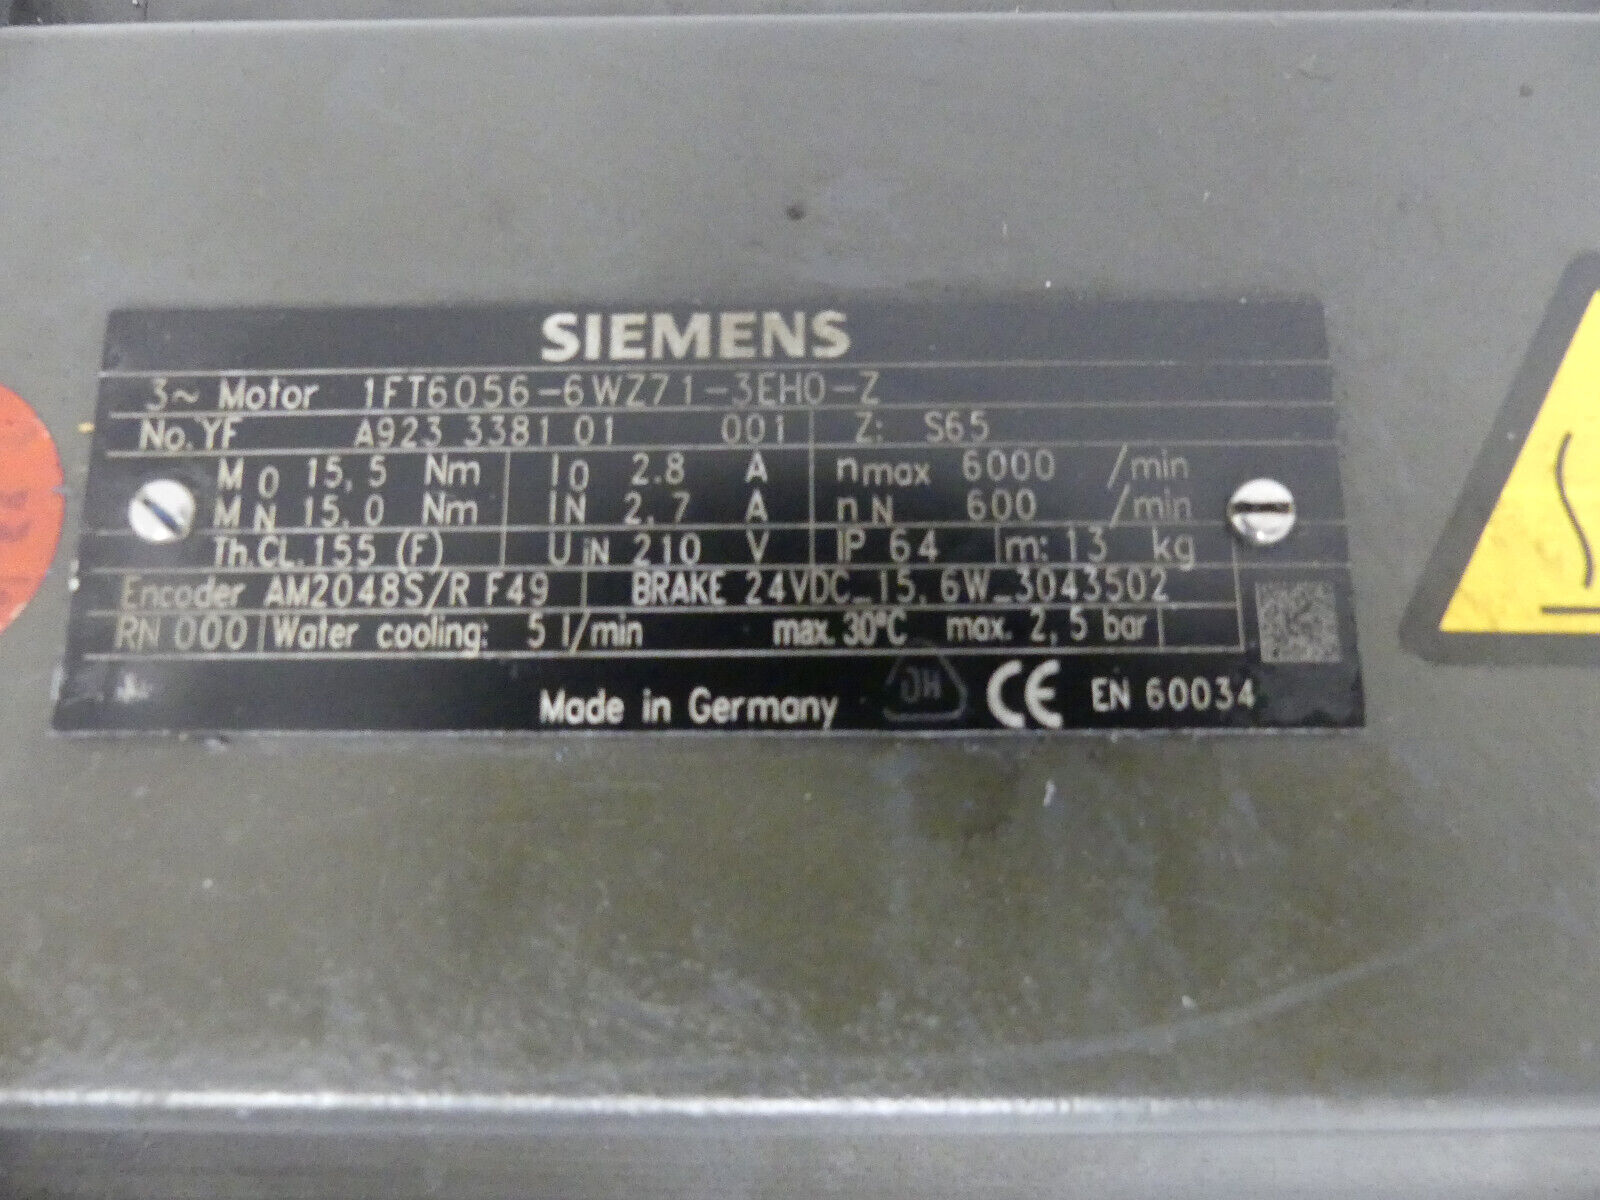 SIEMENS
3~ Motor 1FT6056-6WZ71-3EH0-Z
No. YF A923 3381 01 001 Z: S65
M0 15,5 Nm I0 2.8 A nmax 6000 /min
MN 15,0 Nm IN 2,7 A nN 600 /min
Th.CL.155 (F) UiN 210 V IP 64 m: 13 kg
Encoder AM2048S/R F49 BRAKE 24VDC_15,6W_3043502
RN 000 Water cooling: 5 l/min max. 30°C max. 2,5 bar
Made in Germany CE EN 60034